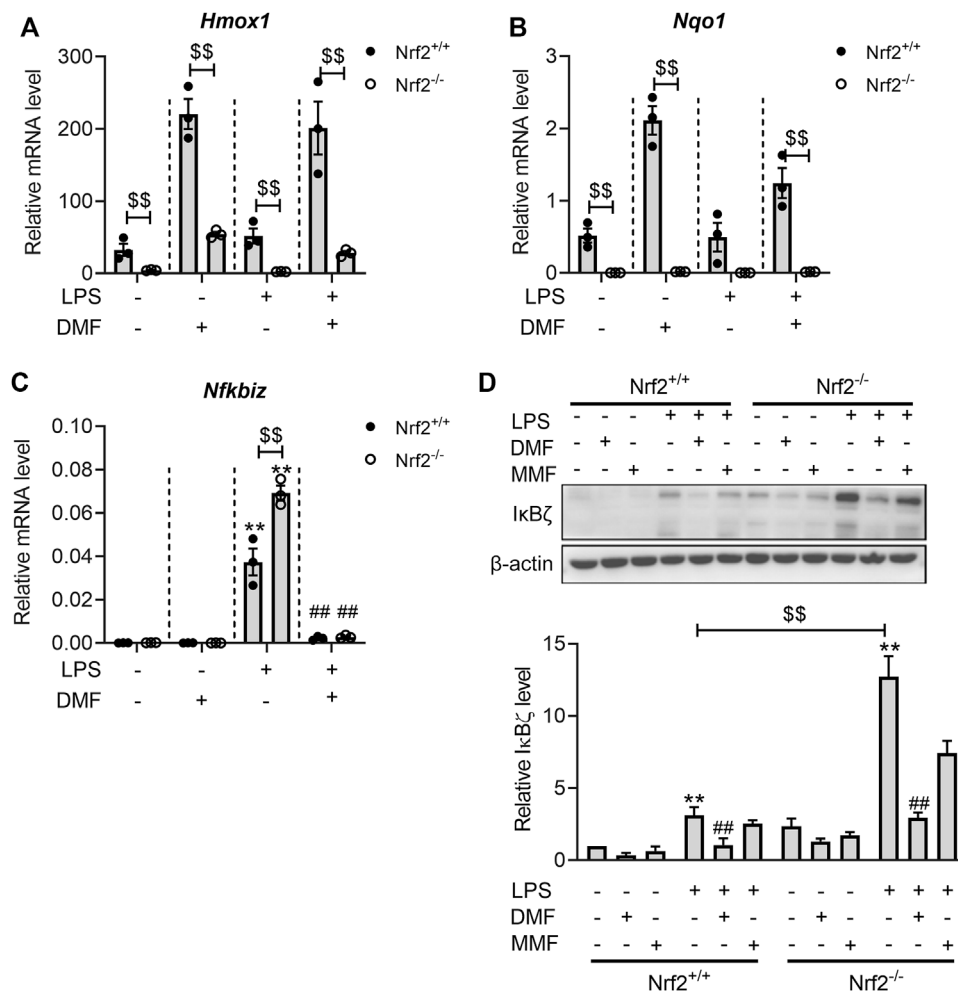 A
Hmox1
Relative mRNA level
300
200
100
0
$$ $$ $$ $$
Nrf2+/+
Nrf2-/-
LPS - - + +
DMF - + - +
B
Nqo1
Relative mRNA level
3
2
1
0
$$ $$ $$
Nrf2+/+
Nrf2-/-
LPS - - + +
DMF - + - +
C
Nfkbiz
Relative mRNA level
0.10
0.08
0.06
0.04
0.02
0.00
$$
** **
## ##
Nrf2+/+
Nrf2-/-
LPS - - + +
DMF - + - +
D
Nrf2+/+ Nrf2-/-
LPS - - - + + + - - - + + +
DMF - + - - + - - + - - + -
MMF - - + - - + - - + - - +
IκBζ
β-actin
Relative IκBζ level
15
10
5
0
$$
** ## ** ##
LPS - - - + + + - - - + + +
DMF - + - - + - - + - - + -
MMF - - + - - + - - + - - +
Nrf2+/+ Nrf2-/-